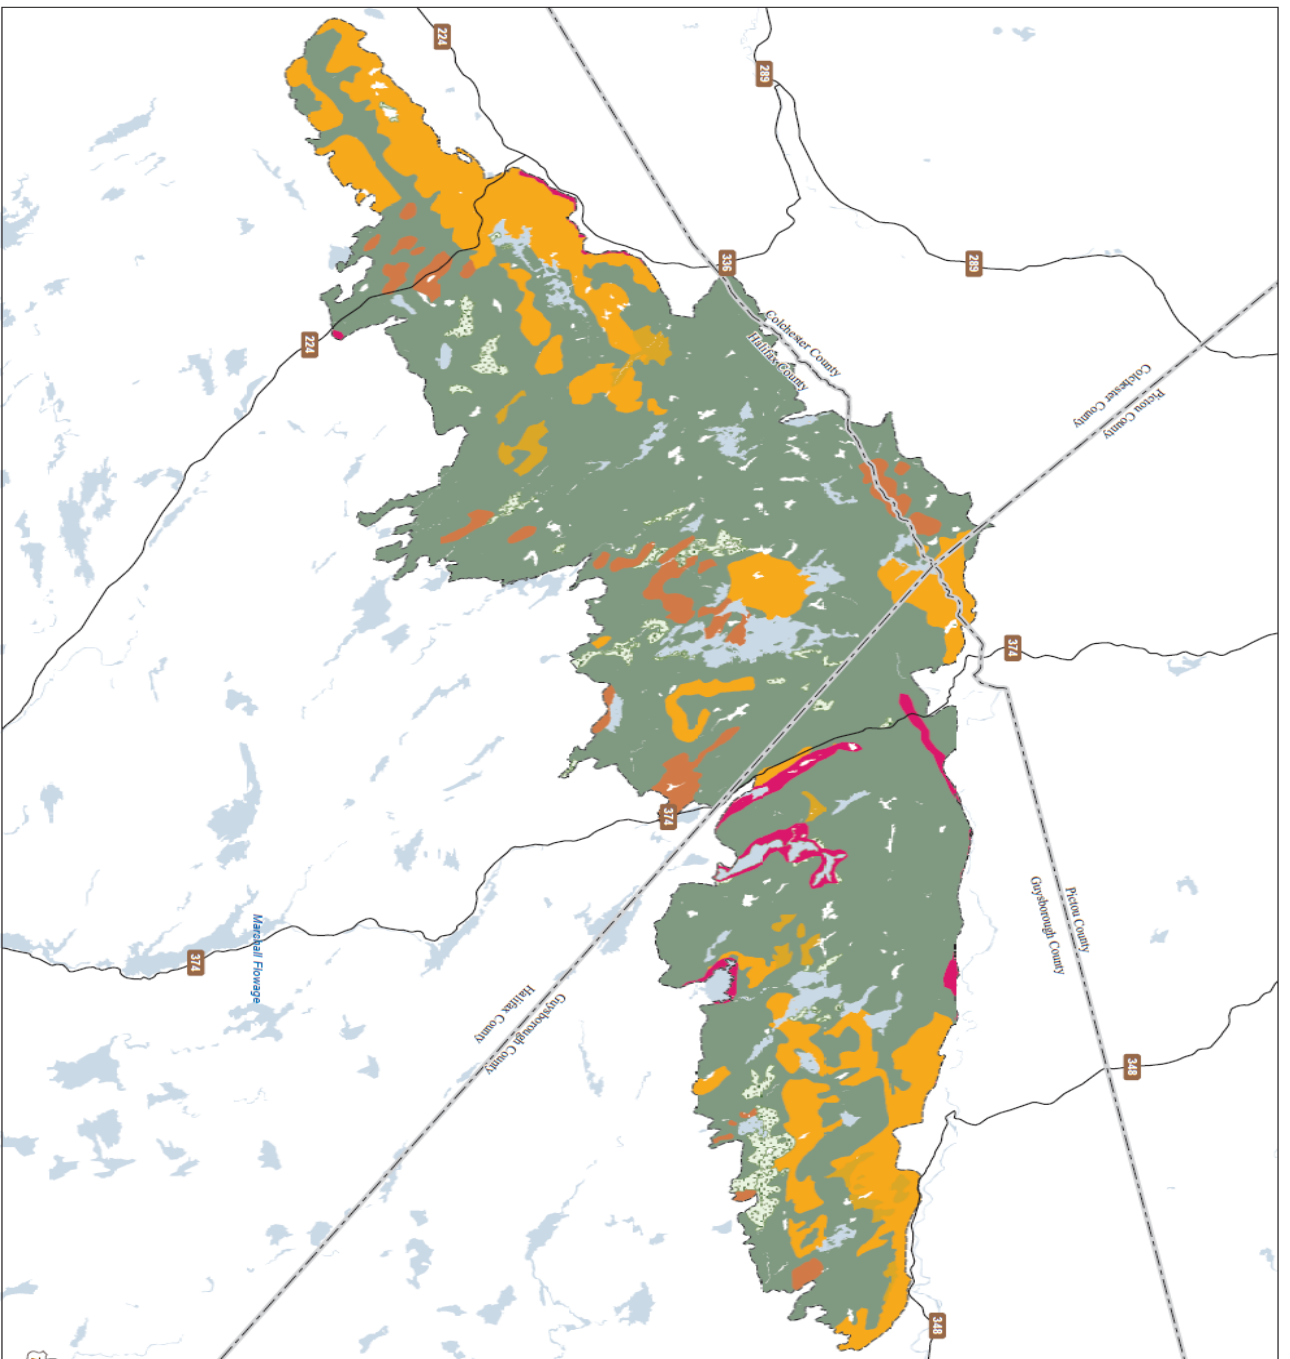 224
289
336
289
Colchester County
Halifax County
224
Colchester County
Pictou County
374
374
Pictou County
Guysborough County
Marshall Flowage
374
Guysborough County
Halifax County
348
348